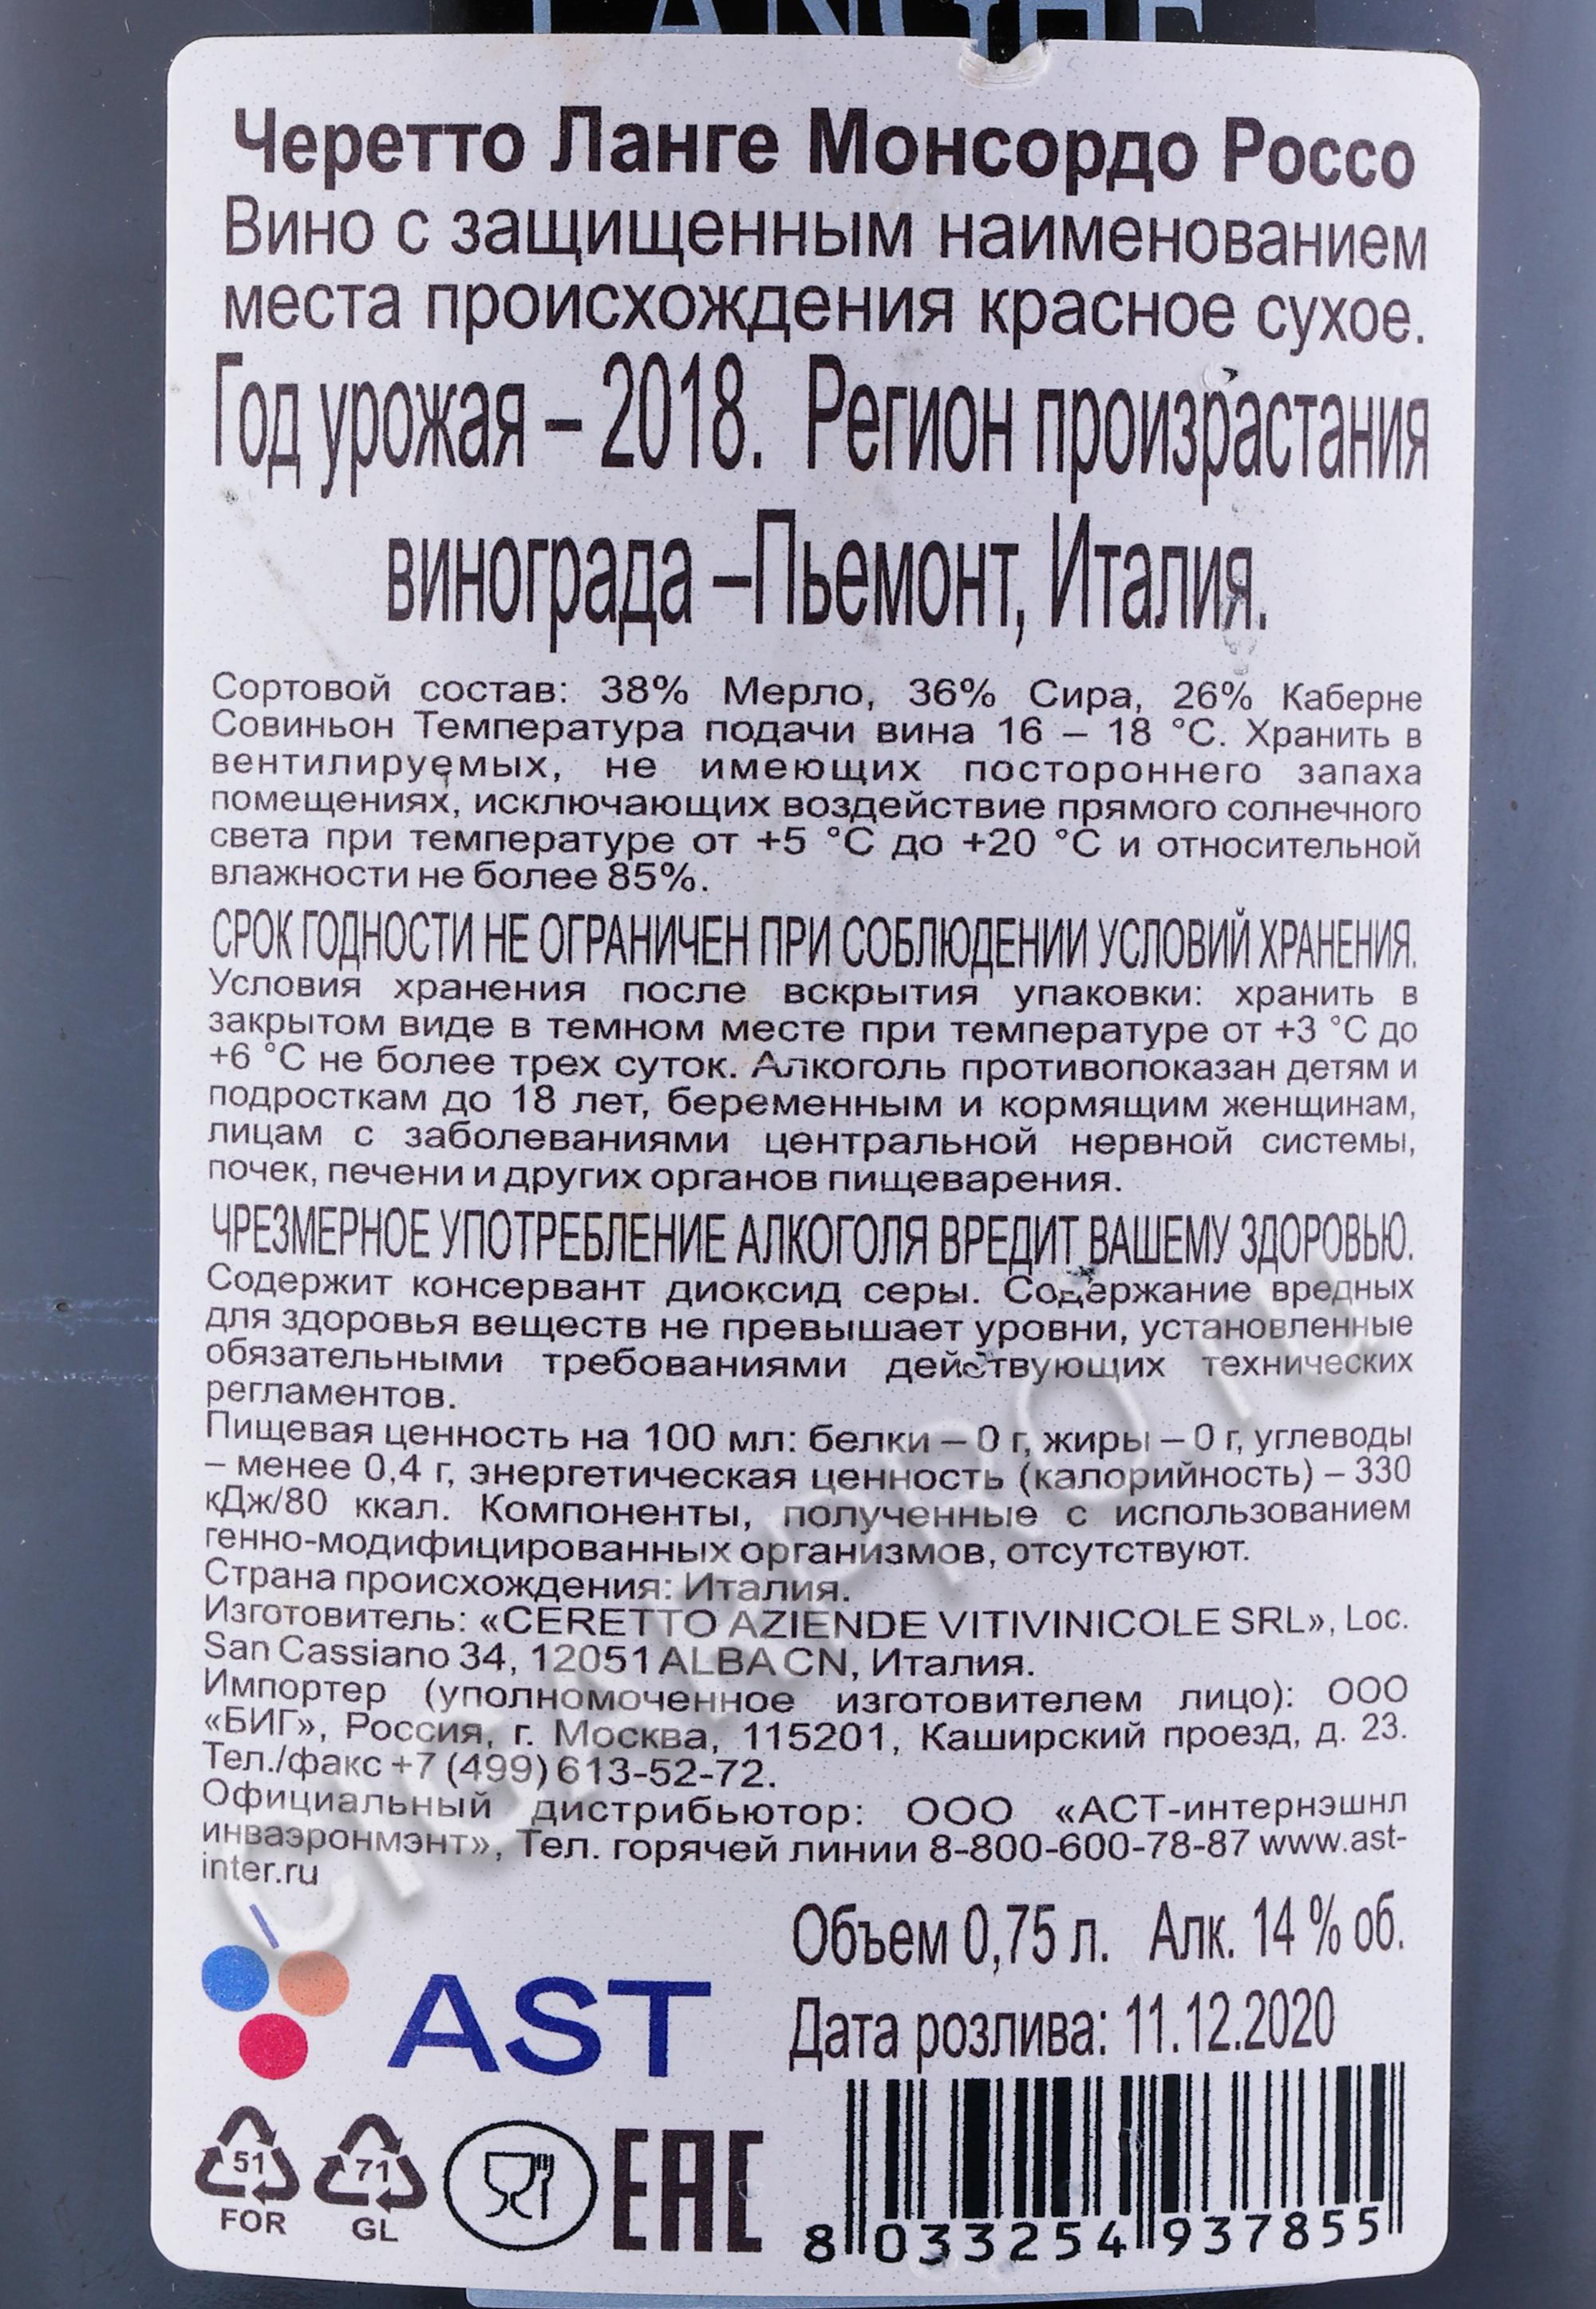 LANGHE
Черетто Ланге Монсордо Россо
Вино с защищенным наименованием
места происхождения красное сухое.
Год урожая – 2018. Регион произрастания
винограда –Пьемонт, Италия.
Сортовой состав: 38% Мерло, 36% Сира, 26% Каберне
Совиньон Температура подачи вина 16 – 18 °С. Хранить в
вентилируемых, не имеющих постороннего запаха
помещениях, исключающих воздействие прямого солнечного
света при температуре от +5 °С до +20 °С и относительной
влажности не более 85%.
СРОК ГОДНОСТИ НЕ ОГРАНИЧЕН ПРИ СОБЛЮДЕНИИ УСЛОВИЙ ХРАНЕНИЯ.
Условия хранения после вскрытия упаковки: хранить в
закрытом виде в темном месте при температуре от +3 °С до
+6 °С не более трех суток. Алкоголь противопоказан детям и
подросткам до 18 лет, беременным и кормящим женщинам,
лицам с заболеваниями центральной нервной системы,
почек, печени и других органов пищеварения.
ЧРЕЗМЕРНОЕ УПОТРЕБЛЕНИЕ АЛКОГОЛЯ ВРЕДИТ ВАШЕМУ ЗДОРОВЬЮ.
Содержит консервант диоксид серы. Содержание вредных
для здоровья веществ не превышает уровни, установленные
обязательными требованиями действующих технических
регламентов.
Пищевая ценность на 100 мл: белки – 0 г, жиры – 0 г, углеводы
– менее 0,4 г, энергетическая ценность (калорийность) – 330
кДж/80 ккал. Компоненты, полученные с использованием
генно-модифицированных организмов, отсутствуют.
Страна происхождения: Италия.
Изготовитель: «CERETTO AZIENDE VITIVINICOLE SRL», Loc.
San Cassiano 34, 12051 ALBA CN, Италия.
Импортер (уполномоченное изготовителем лицо): ООО
«БИГ», Россия, г. Москва, 115201, Каширский проезд, д. 23.
Тел./факс +7 (499) 613-52-72.
Официальный дистрибьютор: ООО «АСТ-интернэшнл
инваэронмэнт», Тел. горячей линии 8-800-600-78-87 www.ast-
inter.ru
CIGARPRO.ru
Объем 0,75 л. Алк. 14 % об.
AST
Дата розлива: 11.12.2020
51
FOR
71
GL
EAC
8 033254 937855